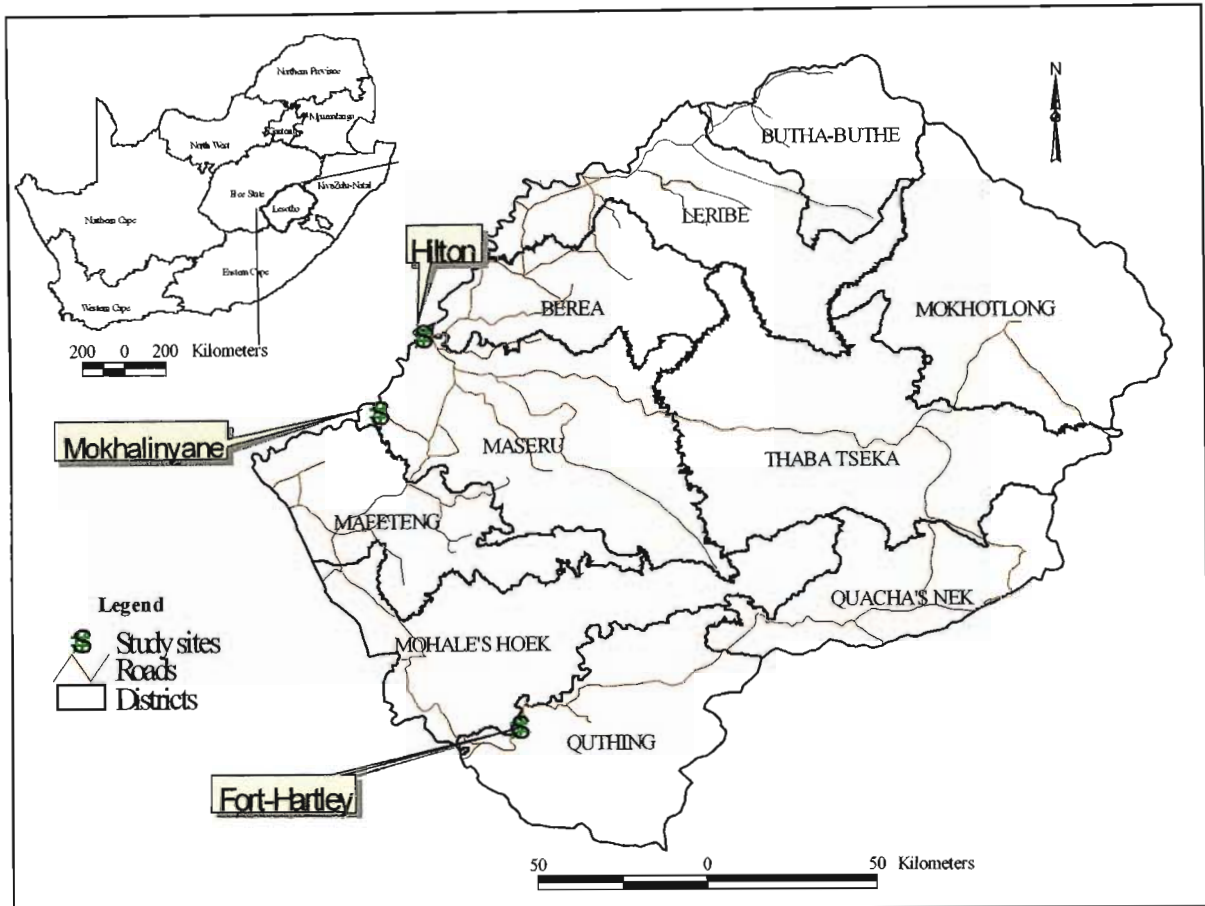 Northern Province
Mpumalanga
Gauteng
North West
Free State
KwaZulu-Natal
Lesotho
Northern Cape
Eastern Cape
Western Cape
200 0 200 Kilometers
N
BUTHA-BUTHE
LERIBE
Hilton
BEREA
MOKHOTLONG
Mokhalinyane
MASERU
THABA TSEKA
MAFETENG
QUACHA'S NEK
Legend
Study sites
Roads
Districts
MOHALE'S HOEK
QUTHING
Fort-Hartley
50 0 50 Kilometers